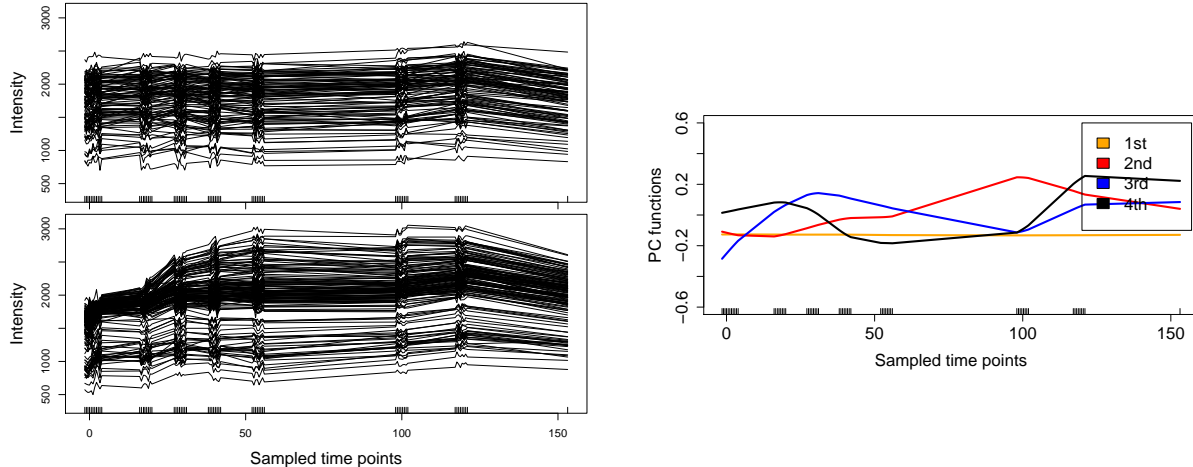 3000
2000
1000
500
Intensity
3000
2000
1000
500
Intensity
0
50
100
150
Sampled time points
0.6
0.2
−0.2
−0.6
PC functions
1st
2nd
3rd
4th
0
50
100
150
Sampled time points